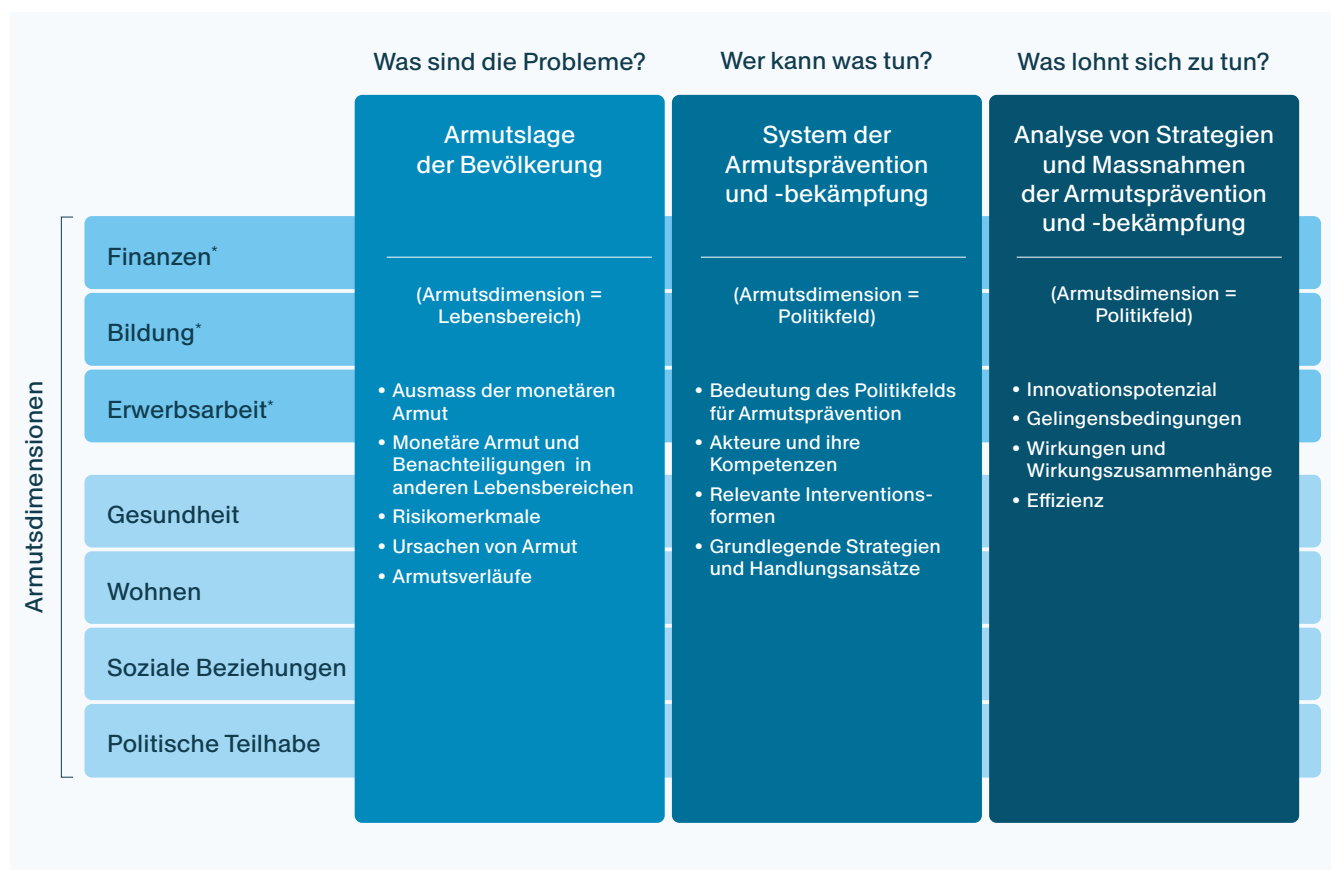 Was sind die Probleme?
Wer kann was tun?
Was lohnt sich zu tun?
Armutslage
der Bevölkerung
System der
Armutsprävention
und -bekämpfung
Analyse von Strategien
und Massnahmen
der Armutsprävention
und -bekämpfung
Armutsdimensionen
Finanzen*
Bildung*
Erwerbsarbeit*
Gesundheit
Wohnen
Soziale Beziehungen
Politische Teilhabe
(Armutsdimension =
Lebensbereich)
• Ausmass der monetären
Armut
• Monetäre Armut und
Benachteiligungen in
anderen Lebensbereichen
• Risikomerkmale
• Ursachen von Armut
• Armutsverläufe
(Armutsdimension =
Politikfeld)
• Bedeutung des Politikfelds
für Armutsprävention
• Akteure und ihre
Kompetenzen
• Relevante Interventions-
formen
• Grundlegende Strategien
und Handlungsansätze
(Armutsdimension =
Politikfeld)
• Innovationspotenzial
• Gelingensbedingungen
• Wirkungen und
Wirkungszusammenhänge
• Effizienz